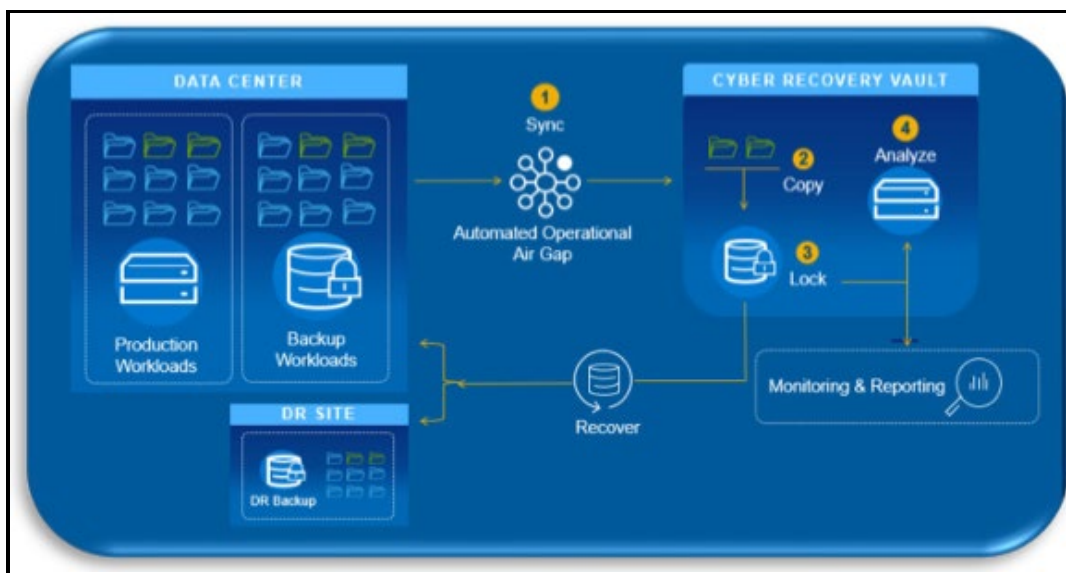 DATA CENTER
Production
Workloads
Backup
Workloads
1
Sync
Automated Operational
Air Gap
CYBER RECOVERY VAULT
2
Copy
3
Lock
4
Analyze
Monitoring & Reporting
Recover
DR SITE
DR Backup